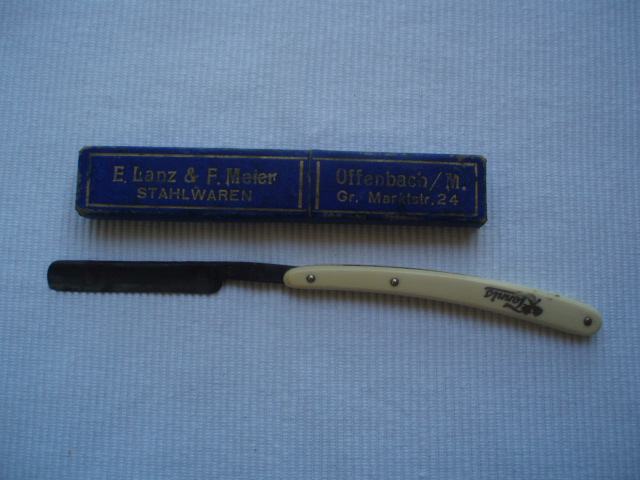 E. Lanz & F. Meier
STAHLWAREN
Offenbach/M.
Gr. Marktstr. 24